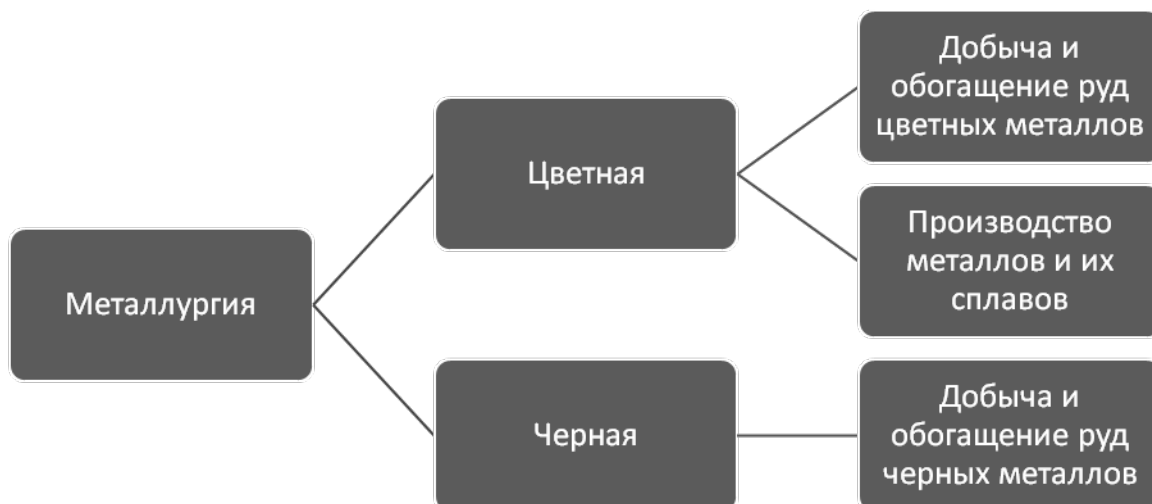 Металлургия
Цветная
Добыча и
обогащение руд
цветных металлов
Производство
металлов и их
сплавов
Черная
Добыча и
обогащение руд
черных металлов